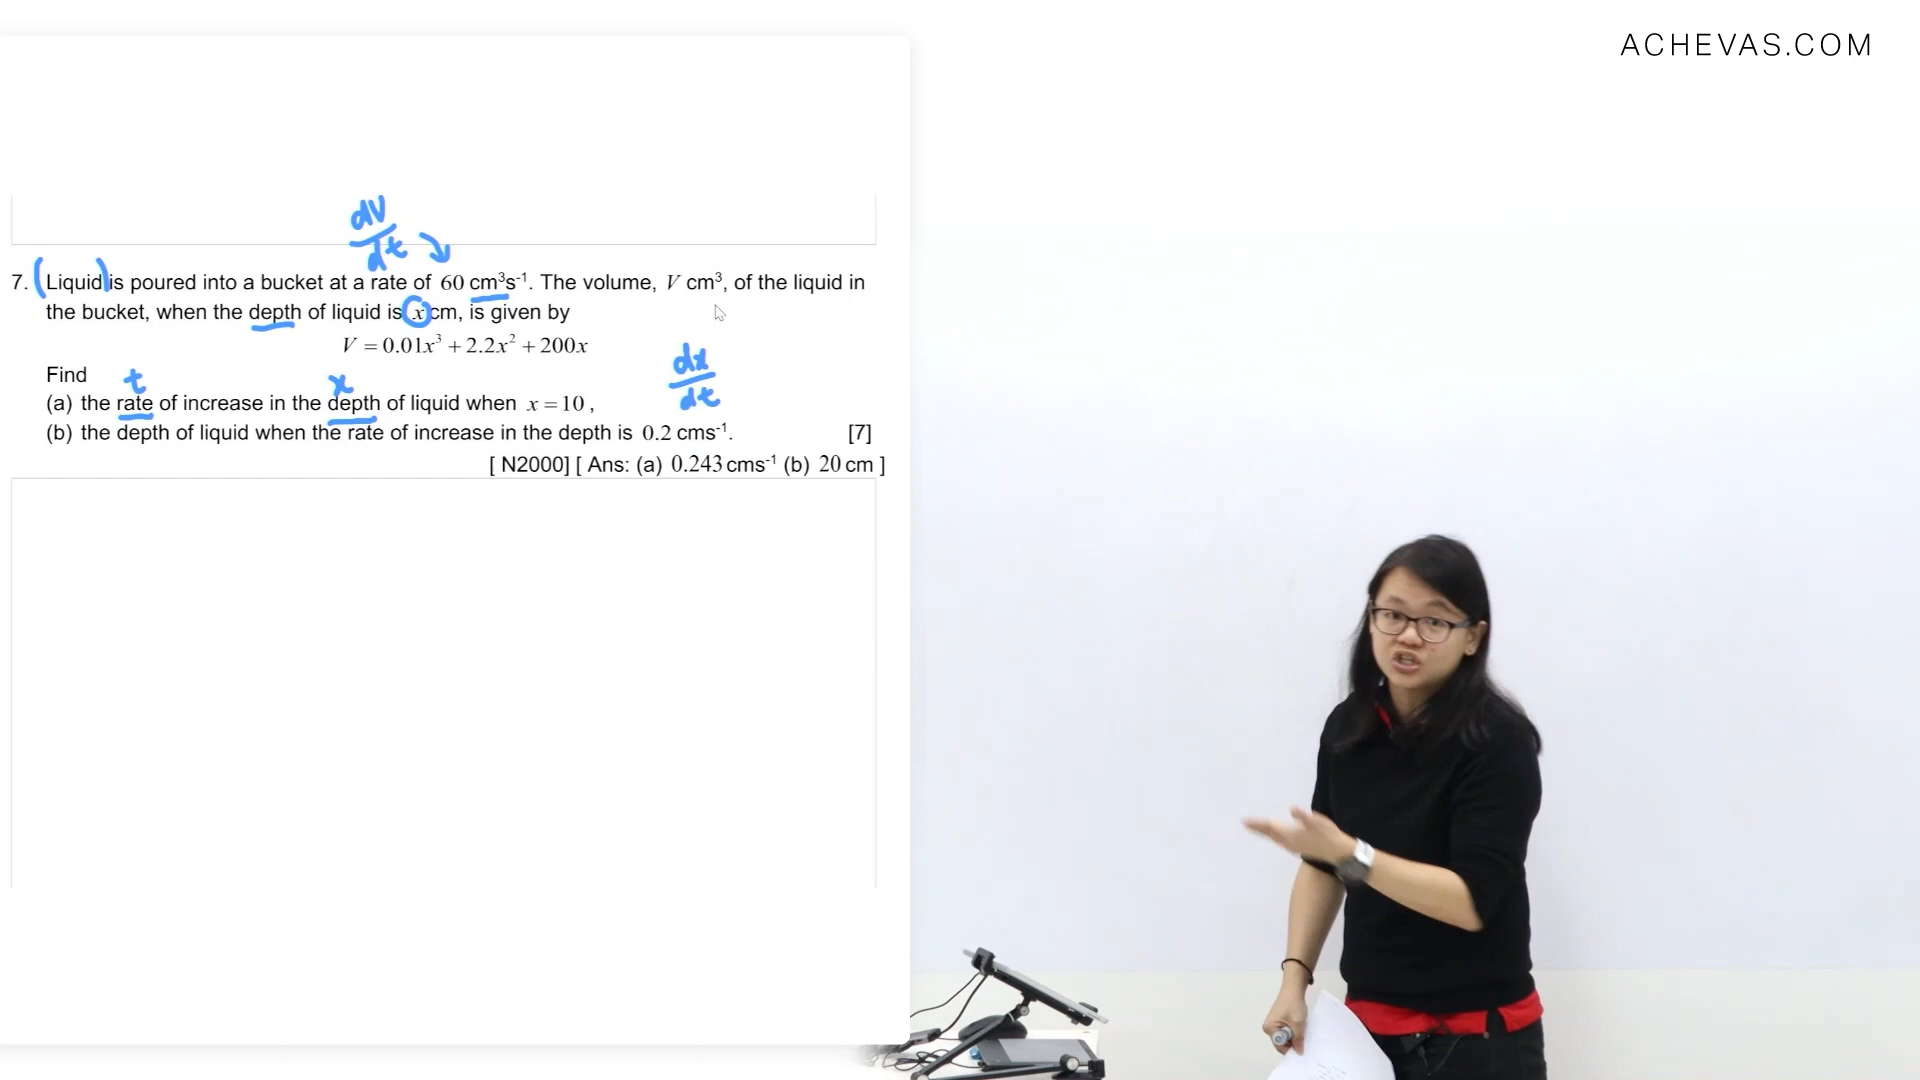 ACHEVAS.COM
dV
dt
7. (Liquid) is poured into a bucket at a rate of 60 cm³s⁻¹. The volume, V cm³, of the liquid in
the bucket, when the depth of liquid is x cm, is given by
V = 0.01x³ + 2.2x² + 200x
dx
dt
Find
t x
(a) the rate of increase in the depth of liquid when x = 10,
(b) the depth of liquid when the rate of increase in the depth is 0.2 cms⁻¹. [7]
[ N2000] [ Ans: (a) 0.243 cms⁻¹ (b) 20 cm ]